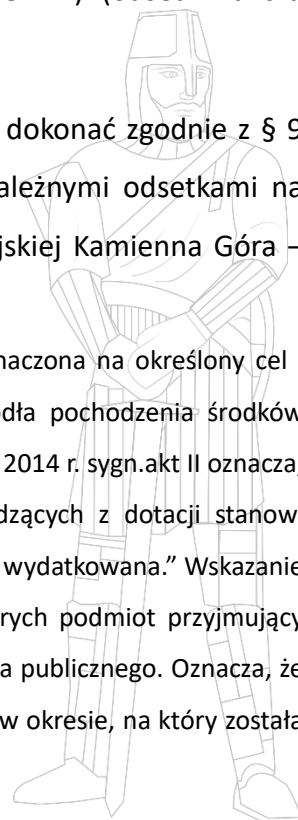 dokonać zgodnie z § 9
ależnymi odsetkami na
jskiej Kamienna Góra –
naczona na określony cel
dła pochodzenia środków
2014 r. sygn.akt II oznacza,
dzących z dotacji stanow
wydatkowana.” Wskazanie
rych podmiot przyjmujący
a publicznego. Oznacza, że
w okresie, na który została